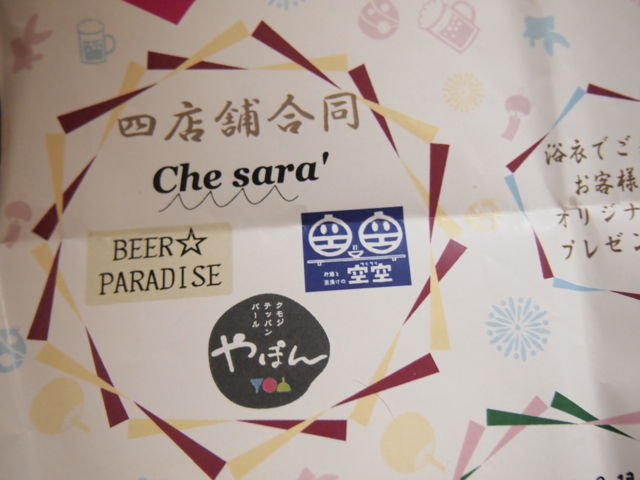 四店舗合同
Che sara'
BEER☆
PARADISE
空空
クモジ
テッパン
バール
やぽん
浴衣でご
お客様
オリジナ
プレゼン